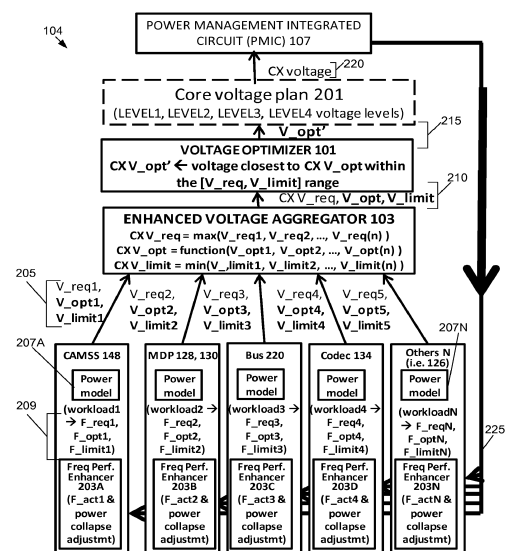 104
POWER MANAGEMENT INTEGRATED
CIRCUIT (PMIC) 107
220
CX voltage
Core voltage plan 201
(LEVEL1, LEVEL2, LEVEL3, LEVEL4 voltage levels)
V_opt'
215
VOLTAGE OPTIMIZER 101
CX V_opt' ← voltage closest to CX V_opt within
the [V_req, V_limit] range
210
CX V_req, V_opt, V_limit
ENHANCED VOLTAGE AGGREGATOR 103
CX V_req = max(V_req1, V_req2, ..., V_req(n) )
CX V_opt = function(V_opt1, V_opt2, ..., V_opt(n) )
CX V_limit = min(V_,limit1, V_limit2, ..., V_limit(n) )
205
V_req1,
V_opt1,
V_limit1
V_req2,
V_opt2,
V_limit2
V_req3,
V_opt3,
V_limit3
V_req4,
V_opt4,
V_limit4
V_req5,
V_opt5,
V_limit5
207A
207N
CAMSS 148
Power
model
(workload1
→ F_req1,
F_opt1,
F_limit1)
Freq Perf.
Enhancer
203A
(F_act1 &
power
collapse
adjustmt)
MDP 128, 130
Power
model
(workload2 →
F_req2,
F_opt2,
F_limit2)
Freq Perf.
Enhancer
203B
(F_act2 &
power
collapse
adjustmt)
Bus 220
Power
model
(workload3 →
F_req3,
F_opt3,
F_limit3)
Freq Perf.
Enhancer
203C
(F_act3 &
power
collapse
adjustmt)
Codec 134
Power
model
(workload4 →
F_req4,
F_opt4,
F_limit4)
Freq Perf.
Enhancer
203D
(F_act4 &
power
collapse
adjustmt)
Others N
(i.e. 126)
Power
model
(workloadN
→ F_reqN,
F_optN,
F_limitN)
Freq Perf.
Enhancer
203N
(F_actN &
power
collapse
adjustmt)
209
225